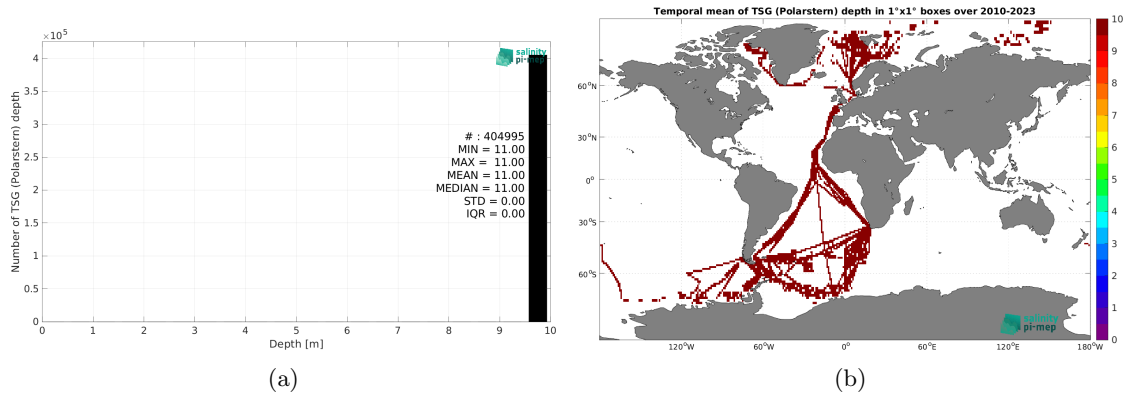 Number of TSG (Polarstern) depth
×10⁵
4
3.5
3
2.5
2
1.5
1
0.5
0
salinity
pi-mep
# : 404995
MIN = 11.00
MAX = 11.00
MEAN = 11.00
MEDIAN = 11.00
STD = 0.00
IQR = 0.00
0 1 2 3 4 5 6 7 8 9 10
Depth [m]
(a)
Temporal mean of TSG (Polarstern) depth in 1°x1° boxes over 2010-2023
60°N
30°N
0°
30°S
60°S
120°W 60°W 0° 60°E 120°E 180°W
salinity
pi-mep
10
9
8
7
6
5
4
3
2
1
0
(b)